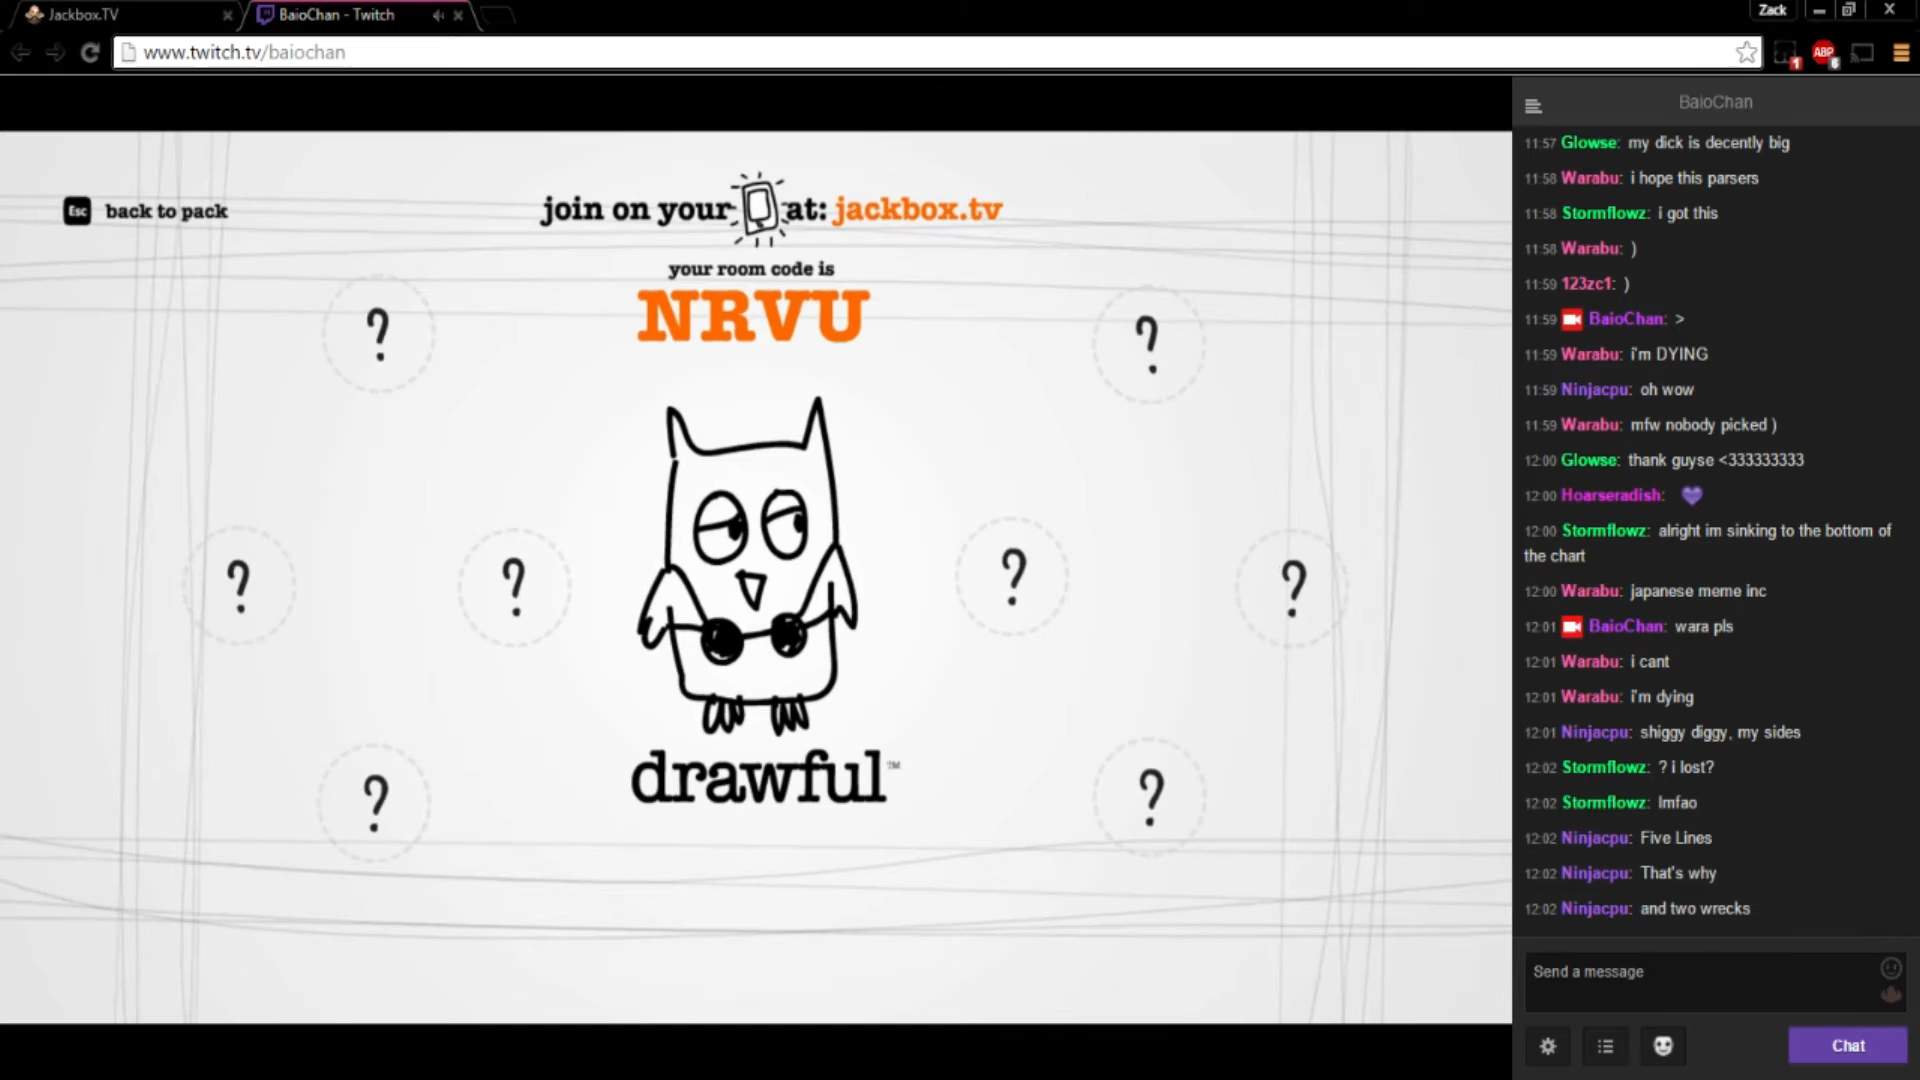 Jackbox.TV
BaioChan - Twitch
Zack
www.twitch.tv/baiochan
1
ABP
6
Esc back to pack
join on your at: jackbox.tv
your room code is
NRVU
?
?
?
?
?
?
?
?
drawful™
BaioChan
11:57 Glowse: my dick is decently big
11:58 Warabu: i hope this parsers
11:58 Stormflowz: i got this
11:58 Warabu: )
11:59 123zc1: )
11:59 BaioChan: >
11:59 Warabu: i'm DYING
11:59 Ninjacpu: oh wow
11:59 Warabu: mfw nobody picked )
12:00 Glowse: thank guyse <333333333
12:00 Hoarseradish:
12:00 Stormflowz: alright im sinking to the bottom of
the chart
12:00 Warabu: japanese meme inc
12:01 BaioChan: wara pls
12:01 Warabu: i cant
12:01 Warabu: i'm dying
12:01 Ninjacpu: shiggy diggy, my sides
12:02 Stormflowz: ? i lost?
12:02 Stormflowz: lmfao
12:02 Ninjacpu: Five Lines
12:02 Ninjacpu: That's why
12:02 Ninjacpu: and two wrecks
Send a message
Chat